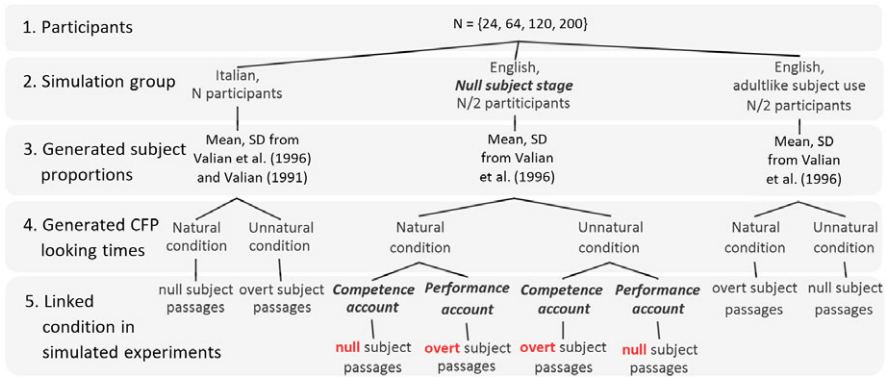 1. Participants
N = {24, 64, 120, 200}
2. Simulation group
Italian,
N participants
English,
Null subject stage
N/2 partiticipants
English,
adultlike subject use
N/2 participants
3. Generated subject
proportions
Mean, SD from
Valian et al. (1996)
and Valian (1991)
Mean, SD
from Valian
et al. (1996)
Mean, SD
from Valian
et al. (1996)
4. Generated CFP
looking times
Natural
condition
Unnatural
condition
Natural
condition
Unnatural
condition
Natural
condition
Unnatural
condition
5. Linked
condition in
simulated experiments
null subject
passages
overt subject
passages
Competence
account
null subject
passages
Performance
account
overt subject
passages
Competence
account
overt subject
passages
Performance
account
null subject
passages
overt subject
passages
null subject
passages